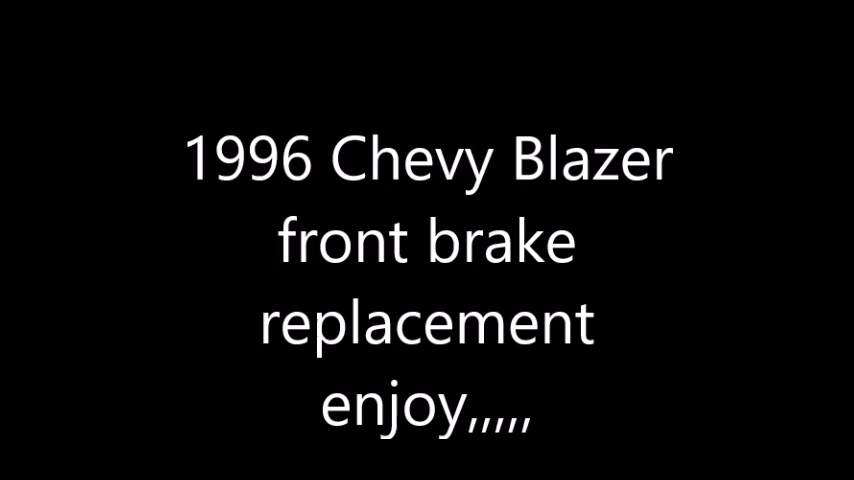 1996 Chevy Blazer
front brake
replacement
enjoy,,,,,